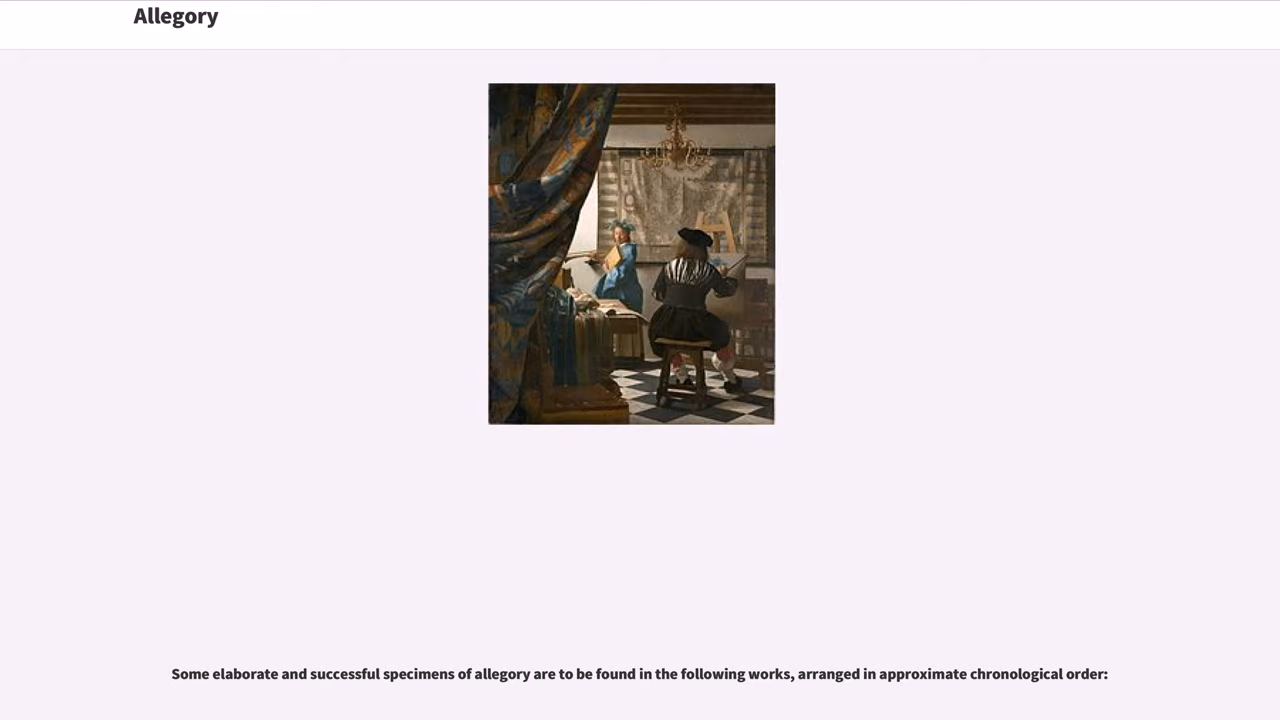 Allegory
Some elaborate and successful specimens of allegory are to be found in the following works, arranged in approximate chronological order: